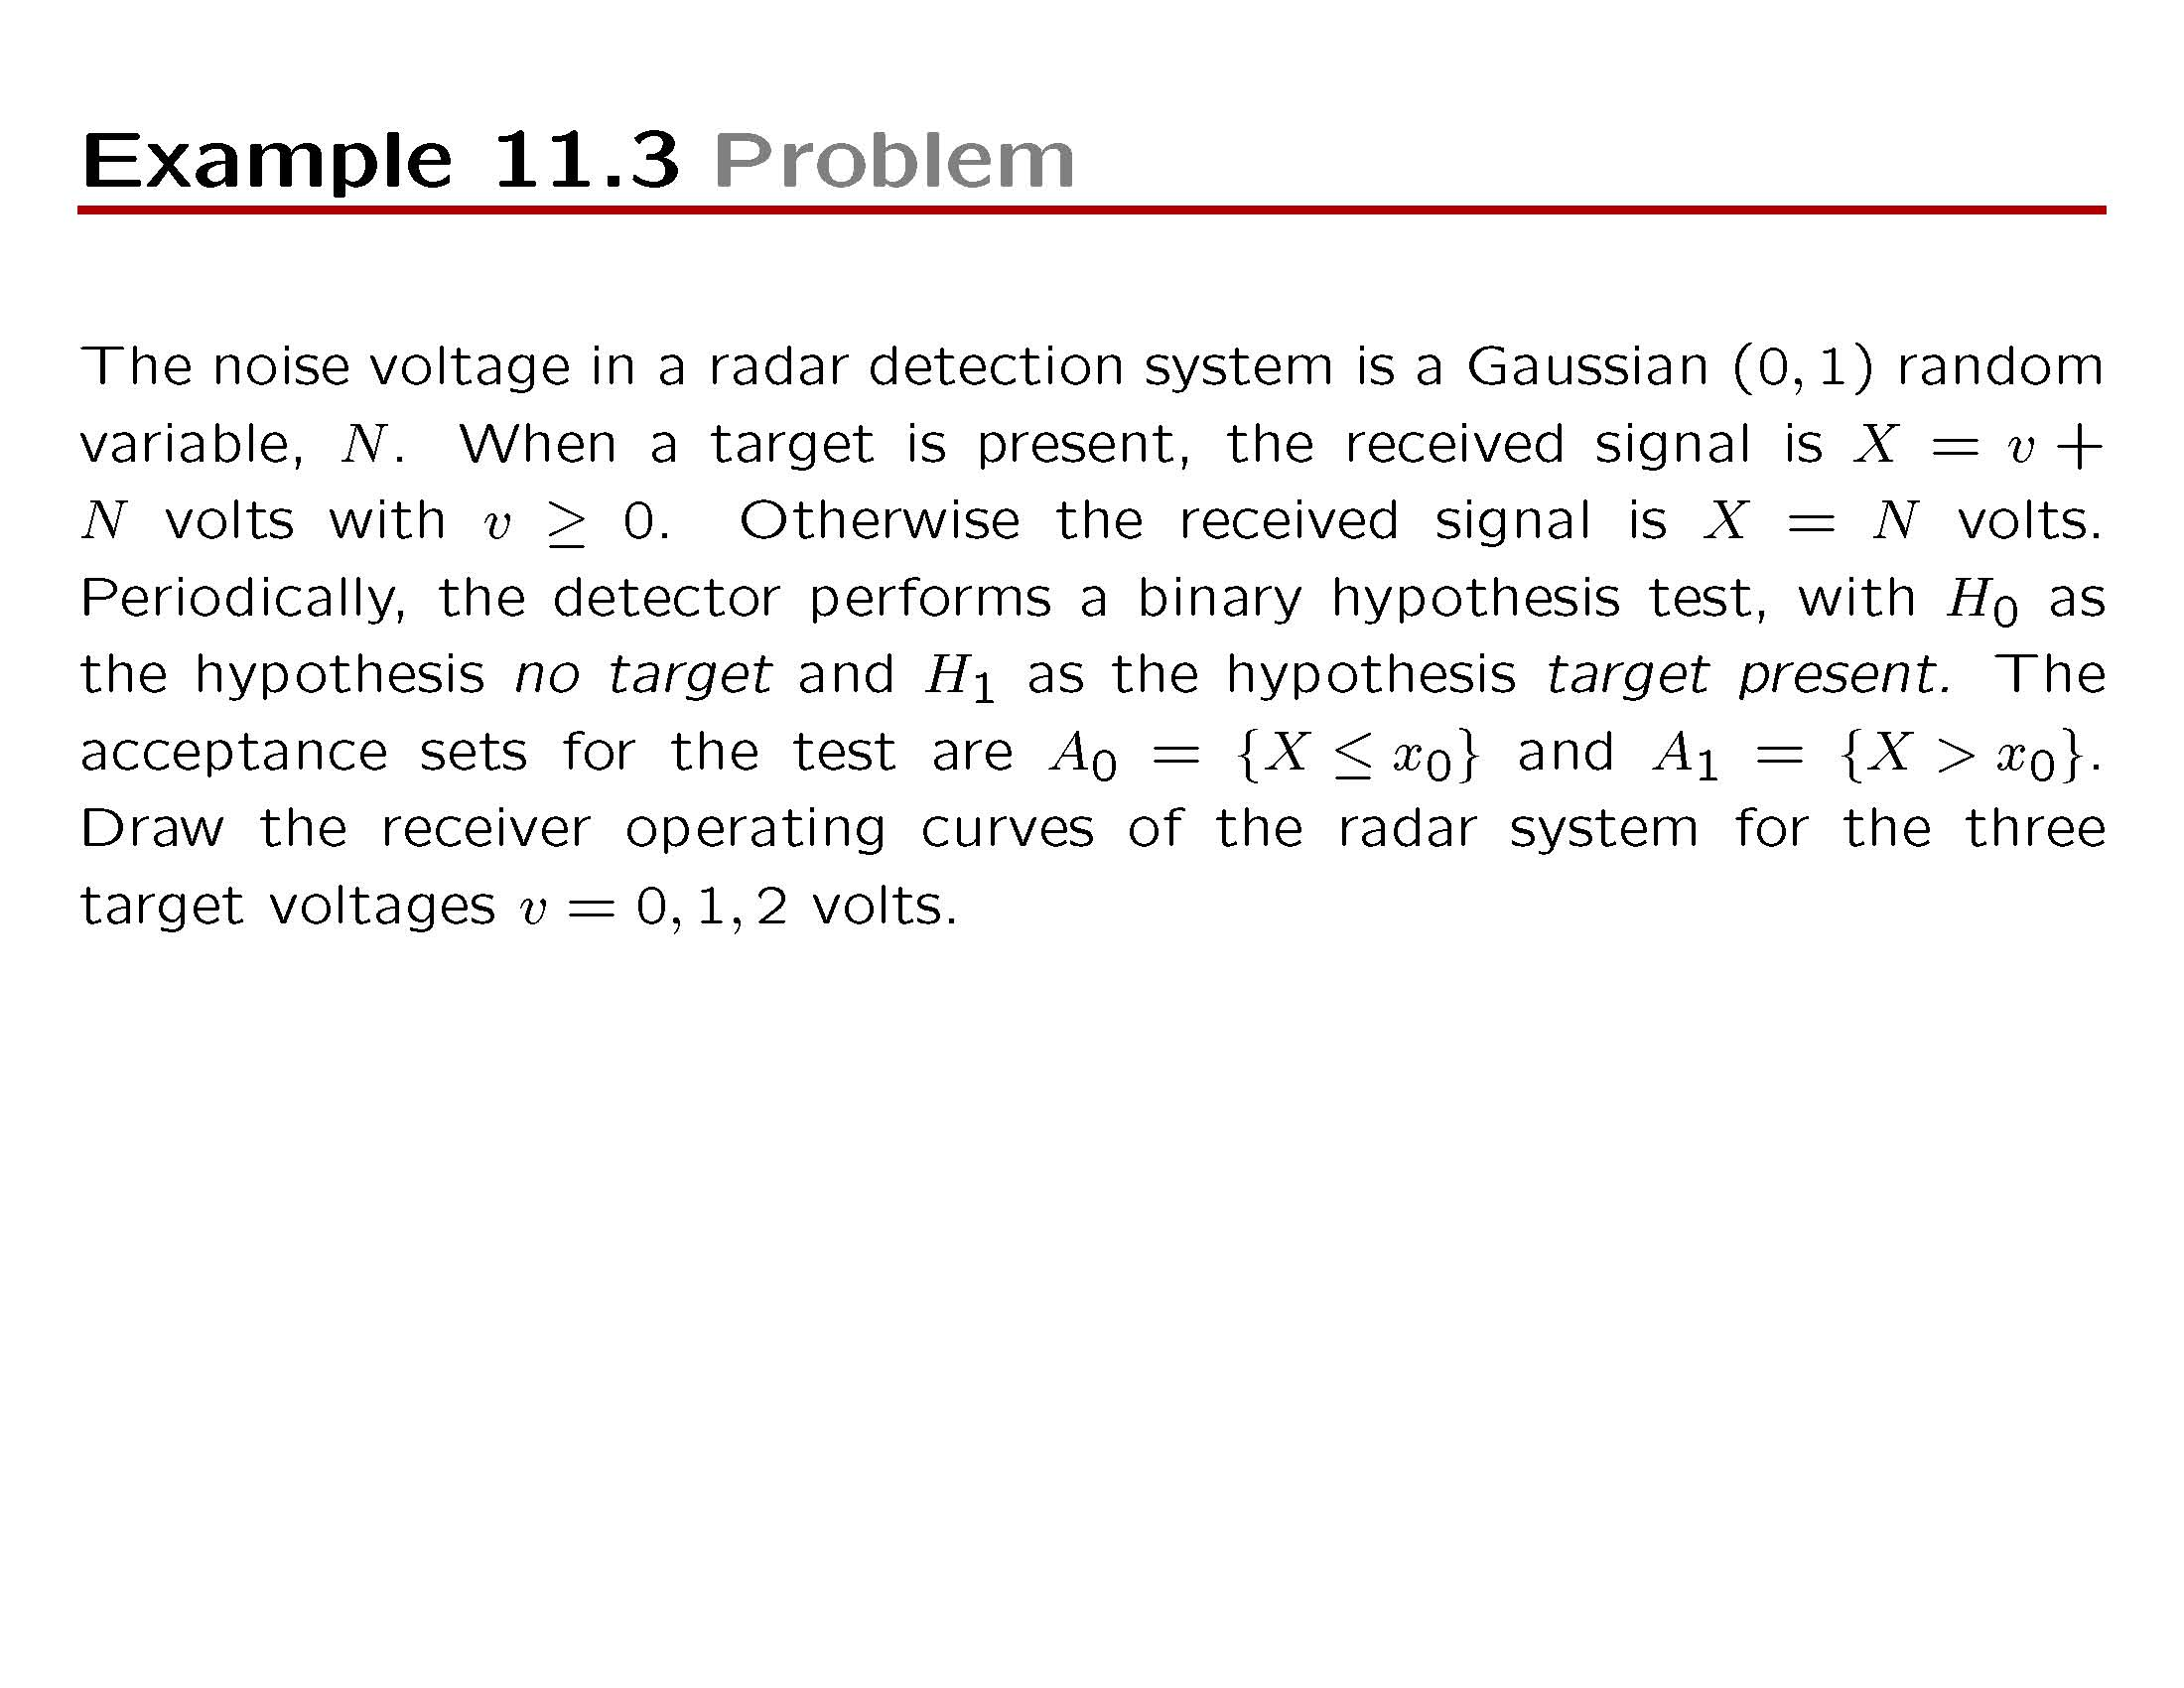 Example 11.3 Problem
The noise voltage in a radar detection system is a Gaussian (0, 1) random
variable, N. When a target is present, the received signal is X = v +
N volts with v ≥ 0. Otherwise the received signal is X = N volts.
Periodically, the detector performs a binary hypothesis test, with H₀ as
the hypothesis no target and H₁ as the hypothesis target present. The
acceptance sets for the test are A₀ = {X ≤ x₀} and A₁ = {X > x₀}.
Draw the receiver operating curves of the radar system for the three
target voltages v = 0, 1, 2 volts.